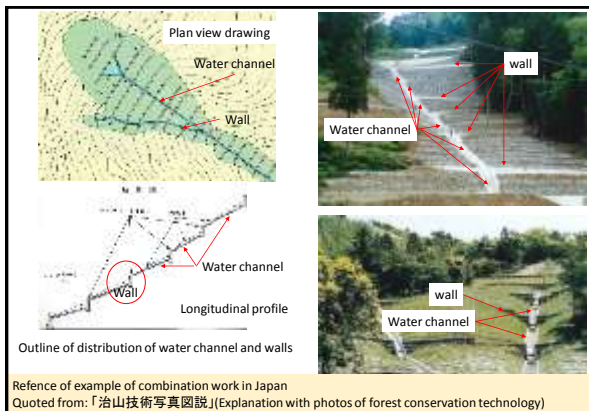 Plan view drawing
Water channel
Wall
Water channel
Wall
Longitudinal profile
Outline of distribution of water channel and walls
wall
Water channel
wall
Water channel
Refence of example of combination work in Japan
Quoted from: 「治山技術写真図説」(Explanation with photos of forest conservation technology)